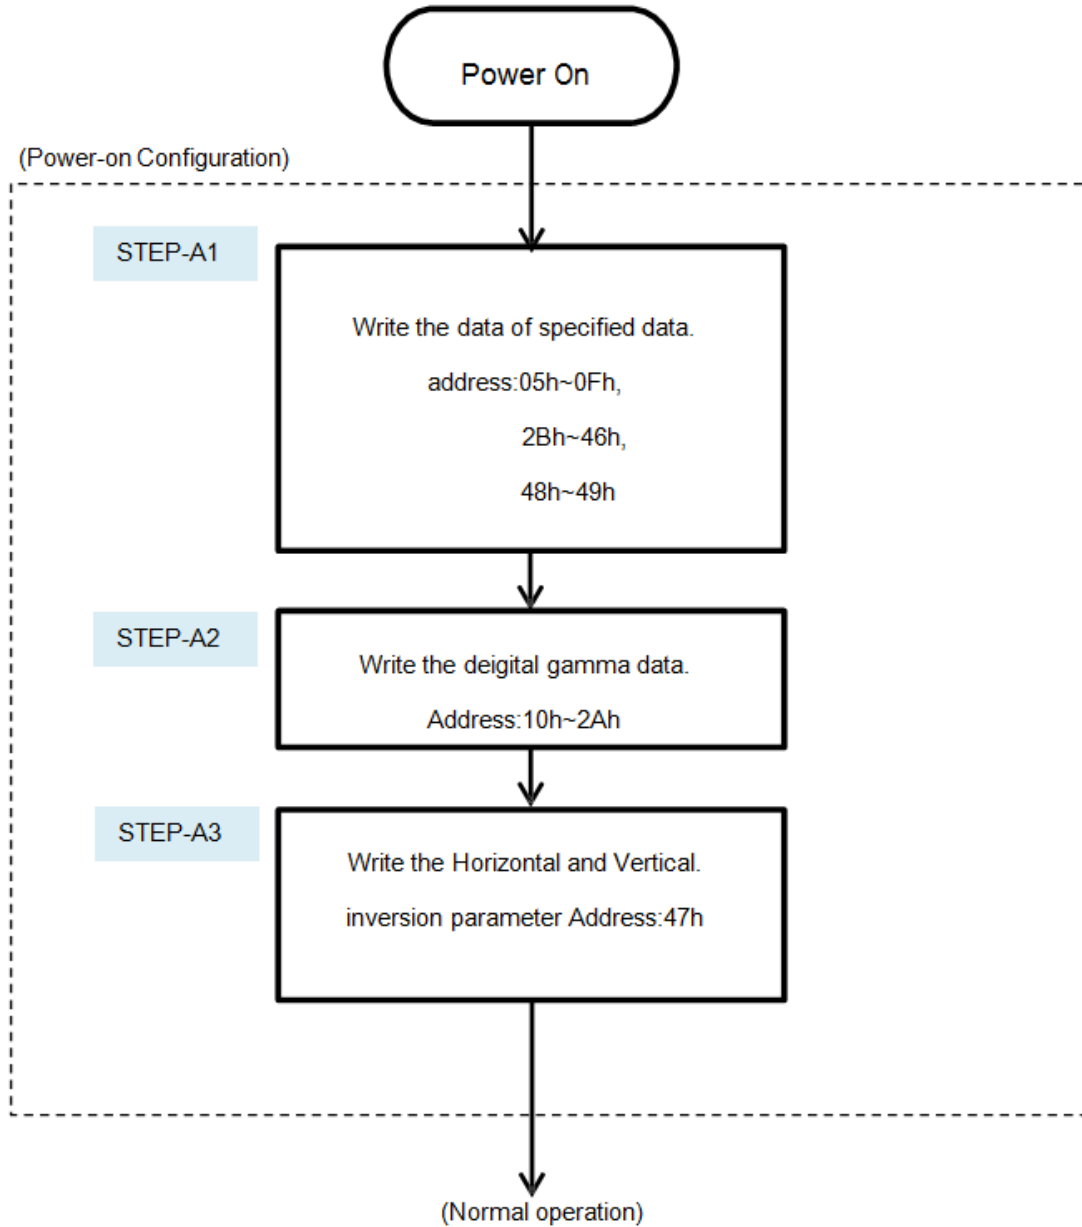 Power On
(Power-on Configuration)
STEP-A1
Write the data of specified data.
address:05h~0Fh,
2Bh~46h,
48h~49h
STEP-A2
Write the deigital gamma data.
Address:10h~2Ah
STEP-A3
Write the Horizontal and Vertical.
inversion parameter Address:47h
(Normal operation)